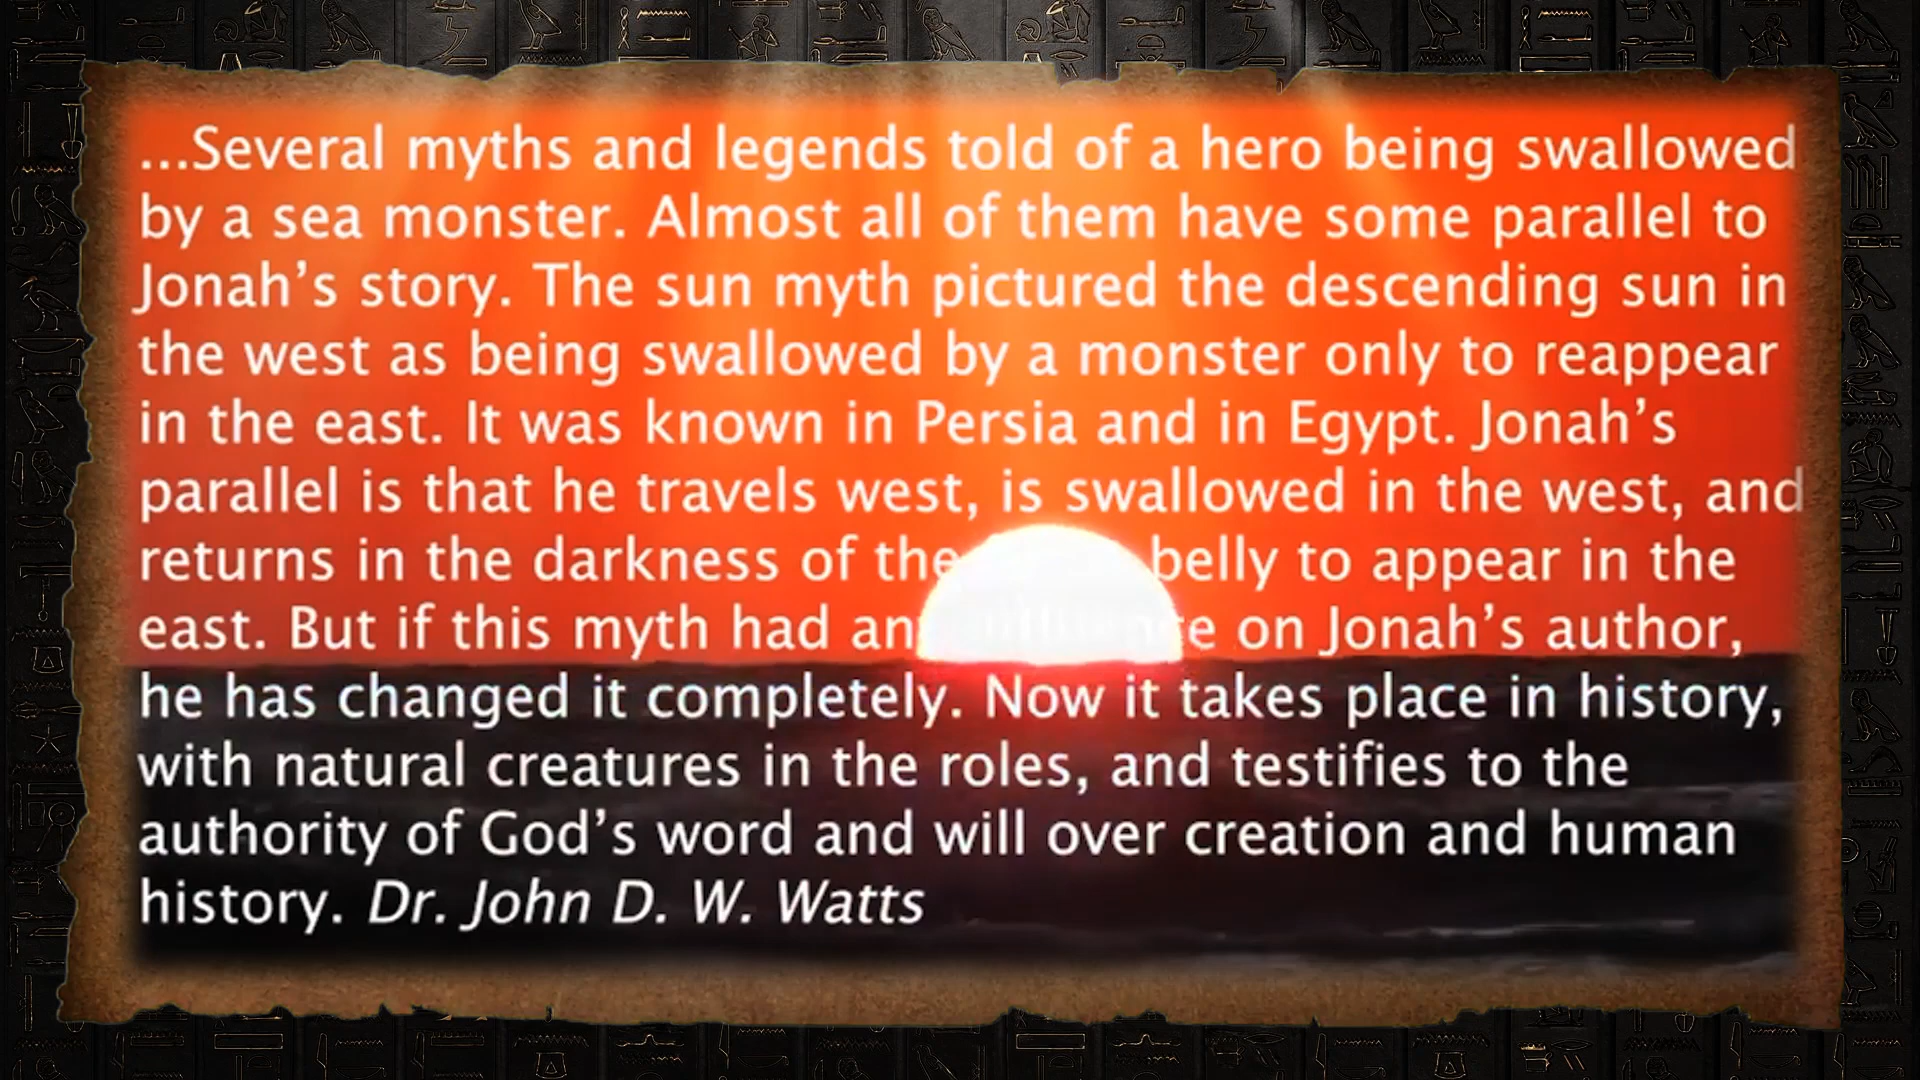 ...Several myths and legends told of a hero being swallowed
by a sea monster. Almost all of them have some parallel to
Jonah’s story. The sun myth pictured the descending sun in
the west as being swallowed by a monster only to reappear
in the east. It was known in Persia and in Egypt. Jonah’s
parallel is that he travels west, is swallowed in the west, and
returns in the darkness of the belly to appear in the
east. But if this myth had any influence on Jonah’s author,
he has changed it completely. Now it takes place in history,
with natural creatures in the roles, and testifies to the
authority of God’s word and will over creation and human
history. Dr. John D. W. Watts